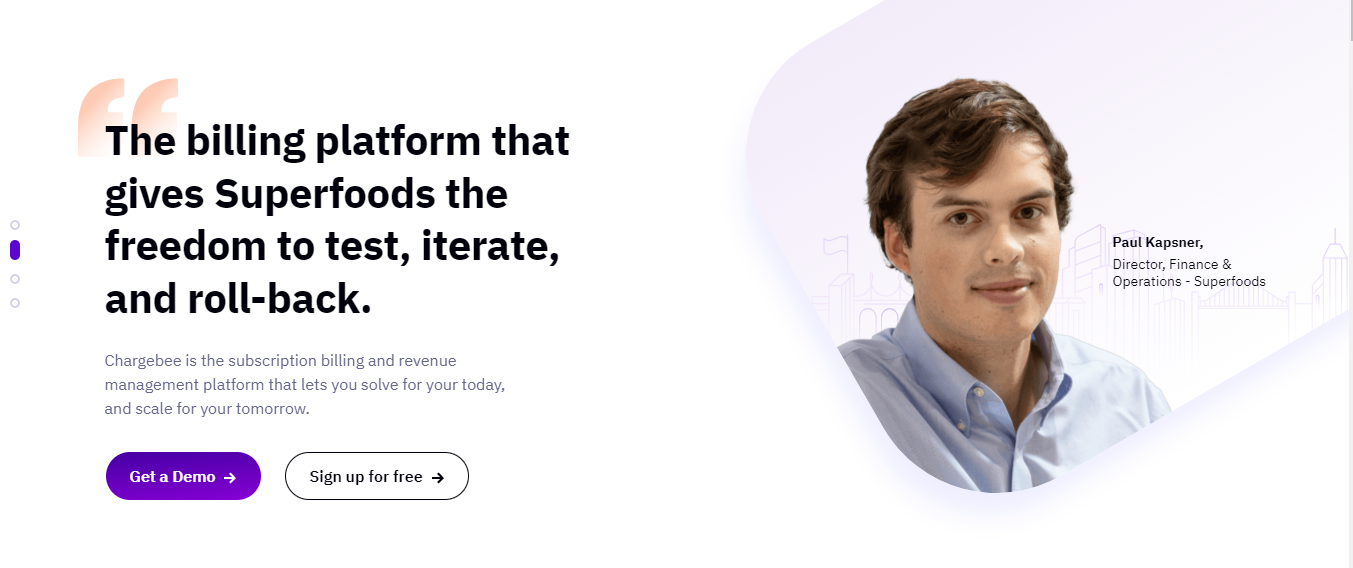 The billing platform that
gives Superfoods the
freedom to test, iterate,
and roll-back.
Chargebee is the subscription billing and revenue
management platform that lets you solve for your today,
and scale for your tomorrow.
Get a Demo →
Sign up for free →
Paul Kapsner,
Director, Finance &
Operations - Superfoods